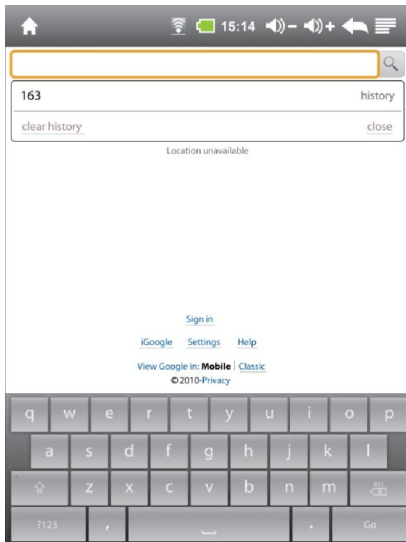 15:14 - +
163 history
clear history close
Location unavailable
Sign in
iGoogle Settings Help
View Google in: Mobile | Classic
©2010-Privacy
q w e r t y u i o p
a s d f g h j k l
z x c v b n m DEL
?123 , . Go